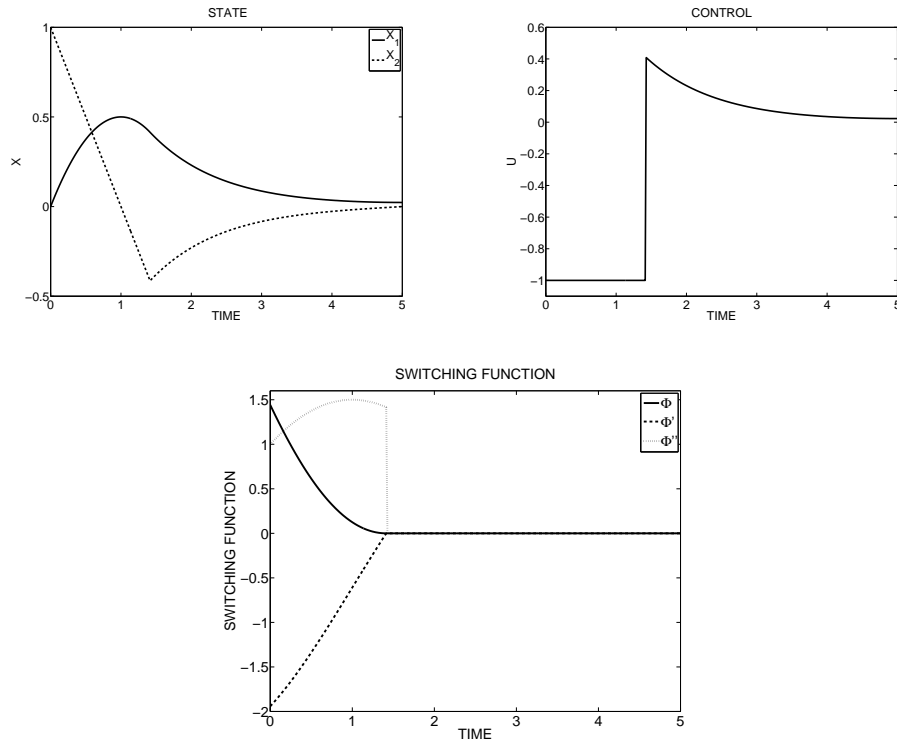 STATE
1
0.5
0
−0.5
X
0 1 2 3 4 5
TIME
X1
X2
CONTROL
0.6
0.4
0.2
0
−0.2
−0.4
−0.6
−0.8
−1
U
0 1 2 3 4 5
TIME
SWITCHING FUNCTION
1.5
1
0.5
0
−0.5
−1
−1.5
−2
SWITCHING FUNCTION
0 1 2 3 4 5
TIME
Φ
Φ'
Φ''